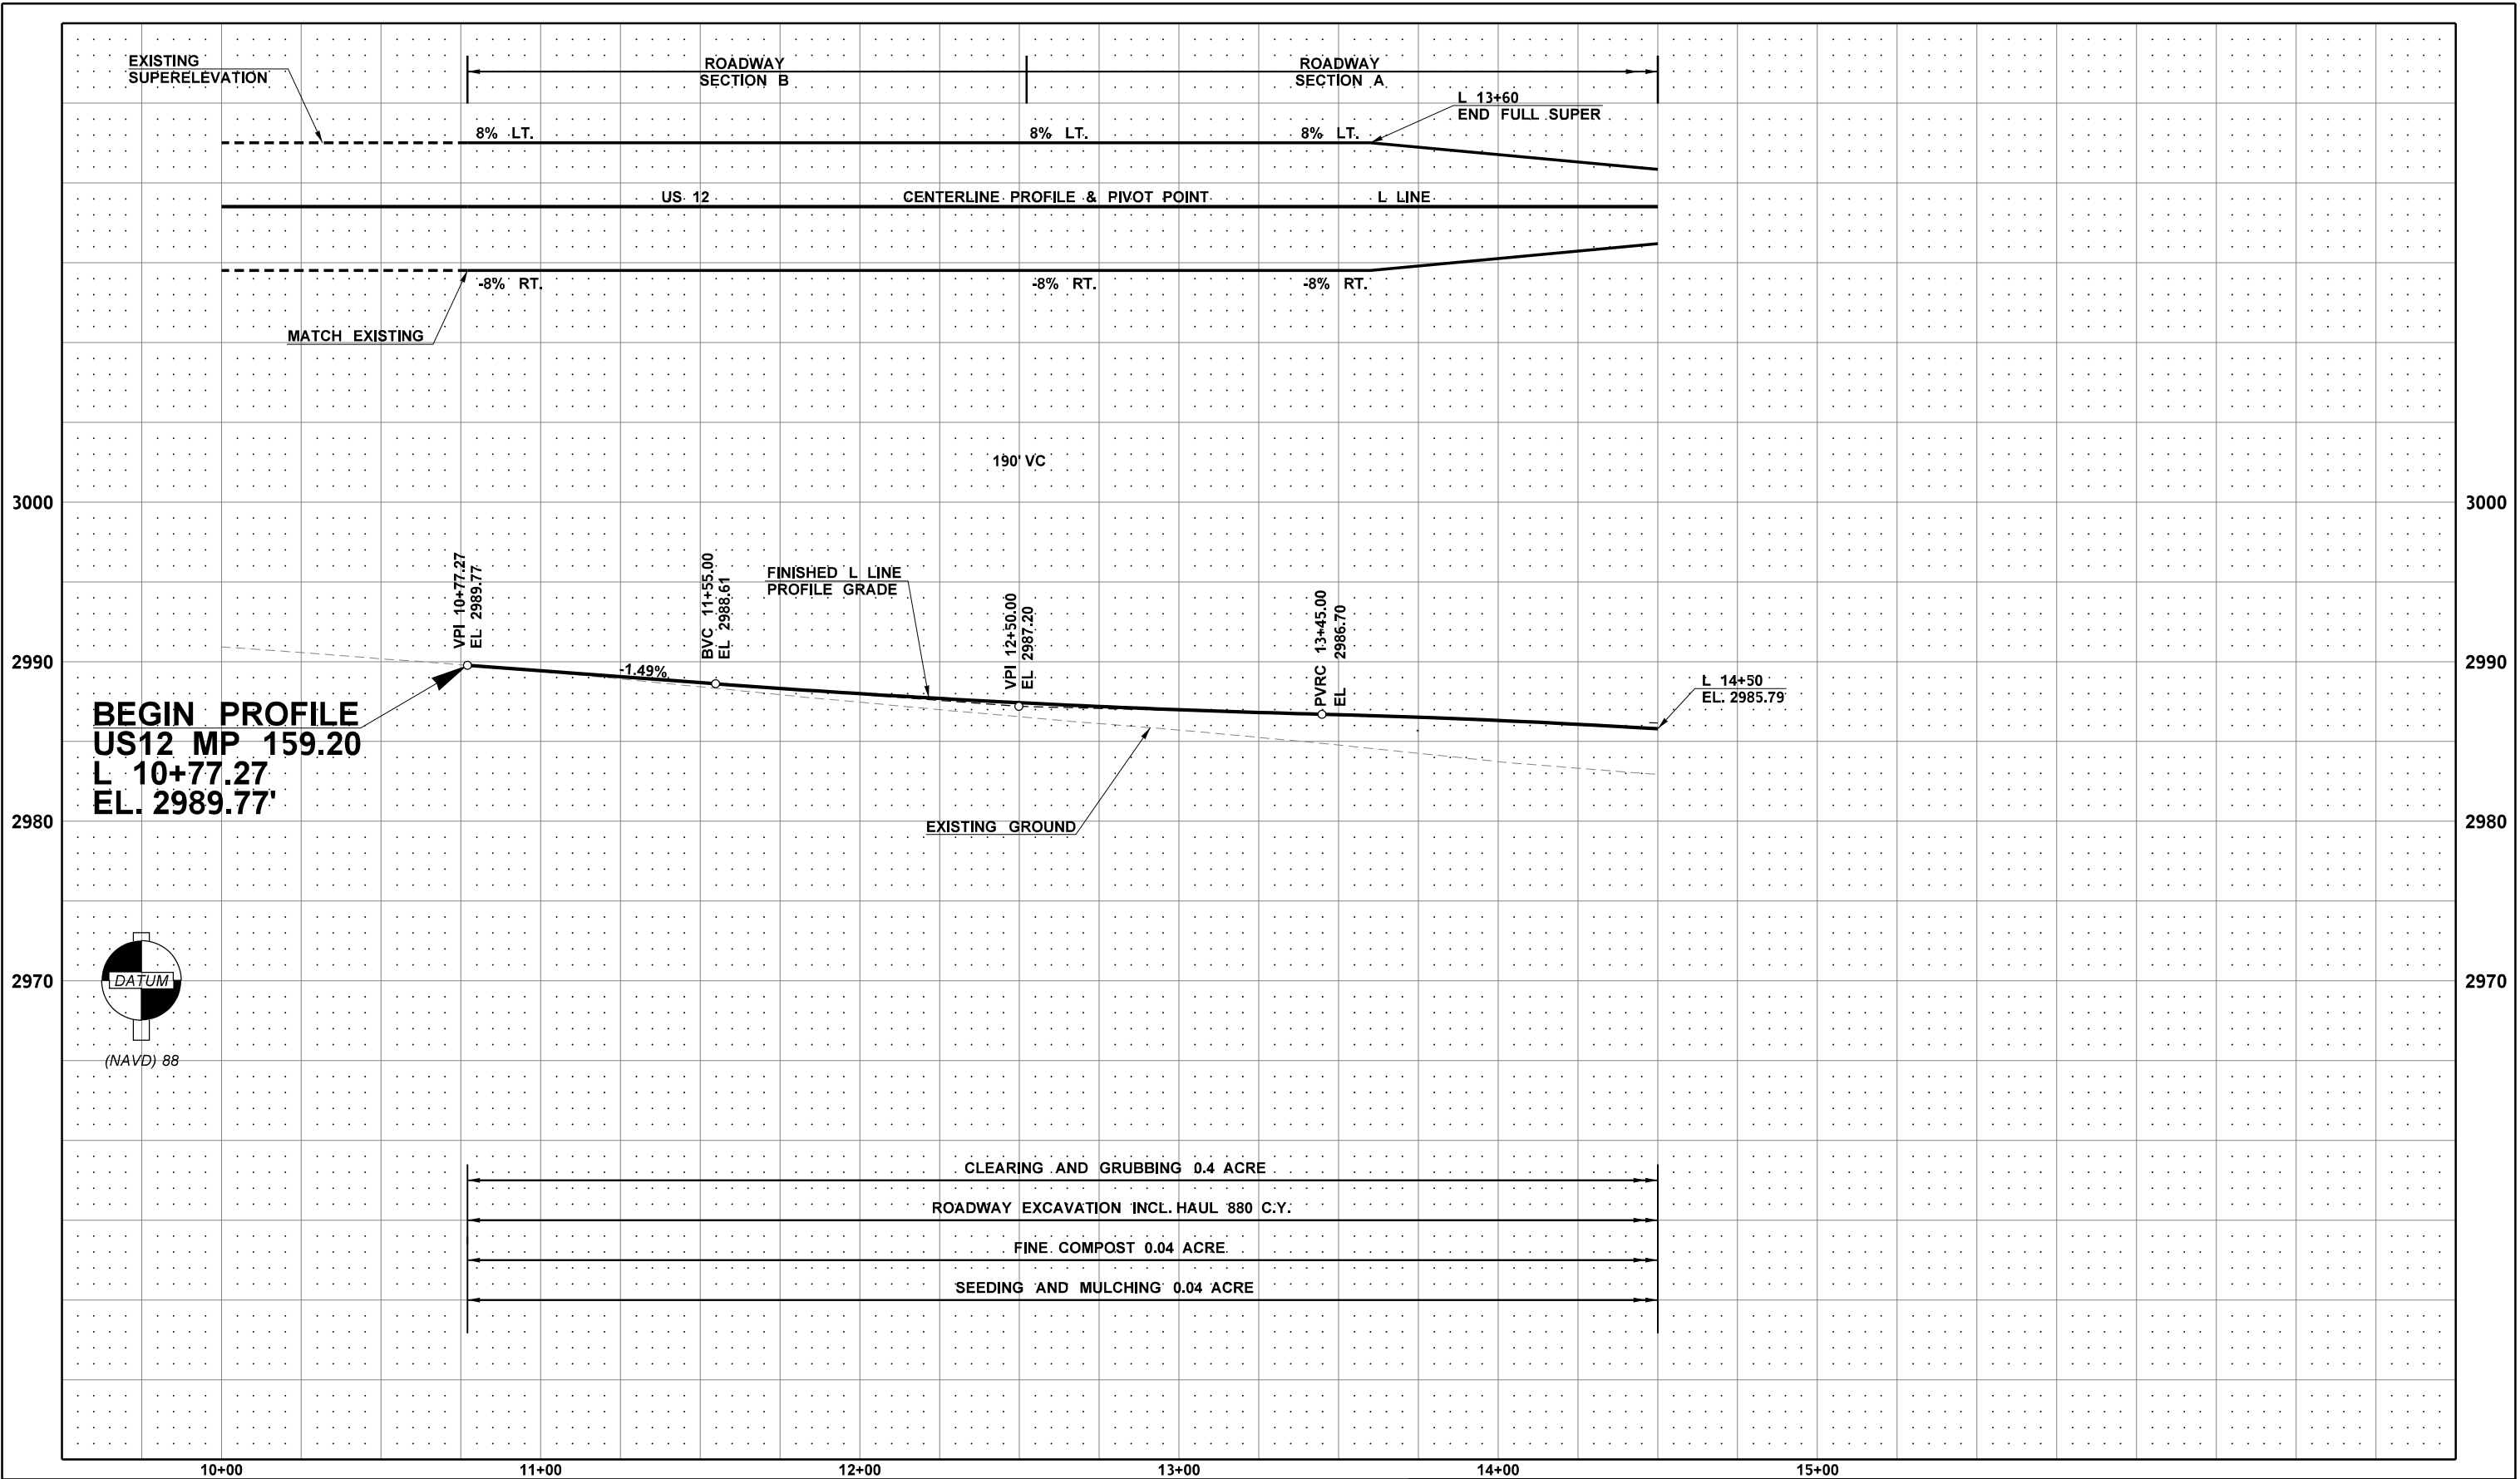 EXISTING
SUPERELEVATION
ROADWAY
SECTION B
ROADWAY
SECTION A
L 13+60
END FULL SUPER
8% LT.
8% LT.
8% LT.
US 12
CENTERLINE PROFILE & PIVOT POINT
L LINE
-8% RT.
-8% RT.
-8% RT.
MATCH EXISTING
190' VC
3000
3000
VPI 10+77.27
EL 2989.77
BVC 11+55.00
EL 2988.61
FINISHED L LINE
PROFILE GRADE
VPI 12+50.00
EL 2987.20
PVRC 13+45.00
EL 2986.70
2990
2990
-1.49%
L 14+50
EL. 2985.79
BEGIN PROFILE
US12 MP 159.20
L 10+77.27
EL. 2989.77'
2980
2980
EXISTING GROUND
2970
2970
DATUM
(NAVD) 88
CLEARING AND GRUBBING 0.4 ACRE
ROADWAY EXCAVATION INCL. HAUL 880 C.Y.
FINE COMPOST 0.04 ACRE
SEEDING AND MULCHING 0.04 ACRE
10+00
11+00
12+00
13+00
14+00
15+00